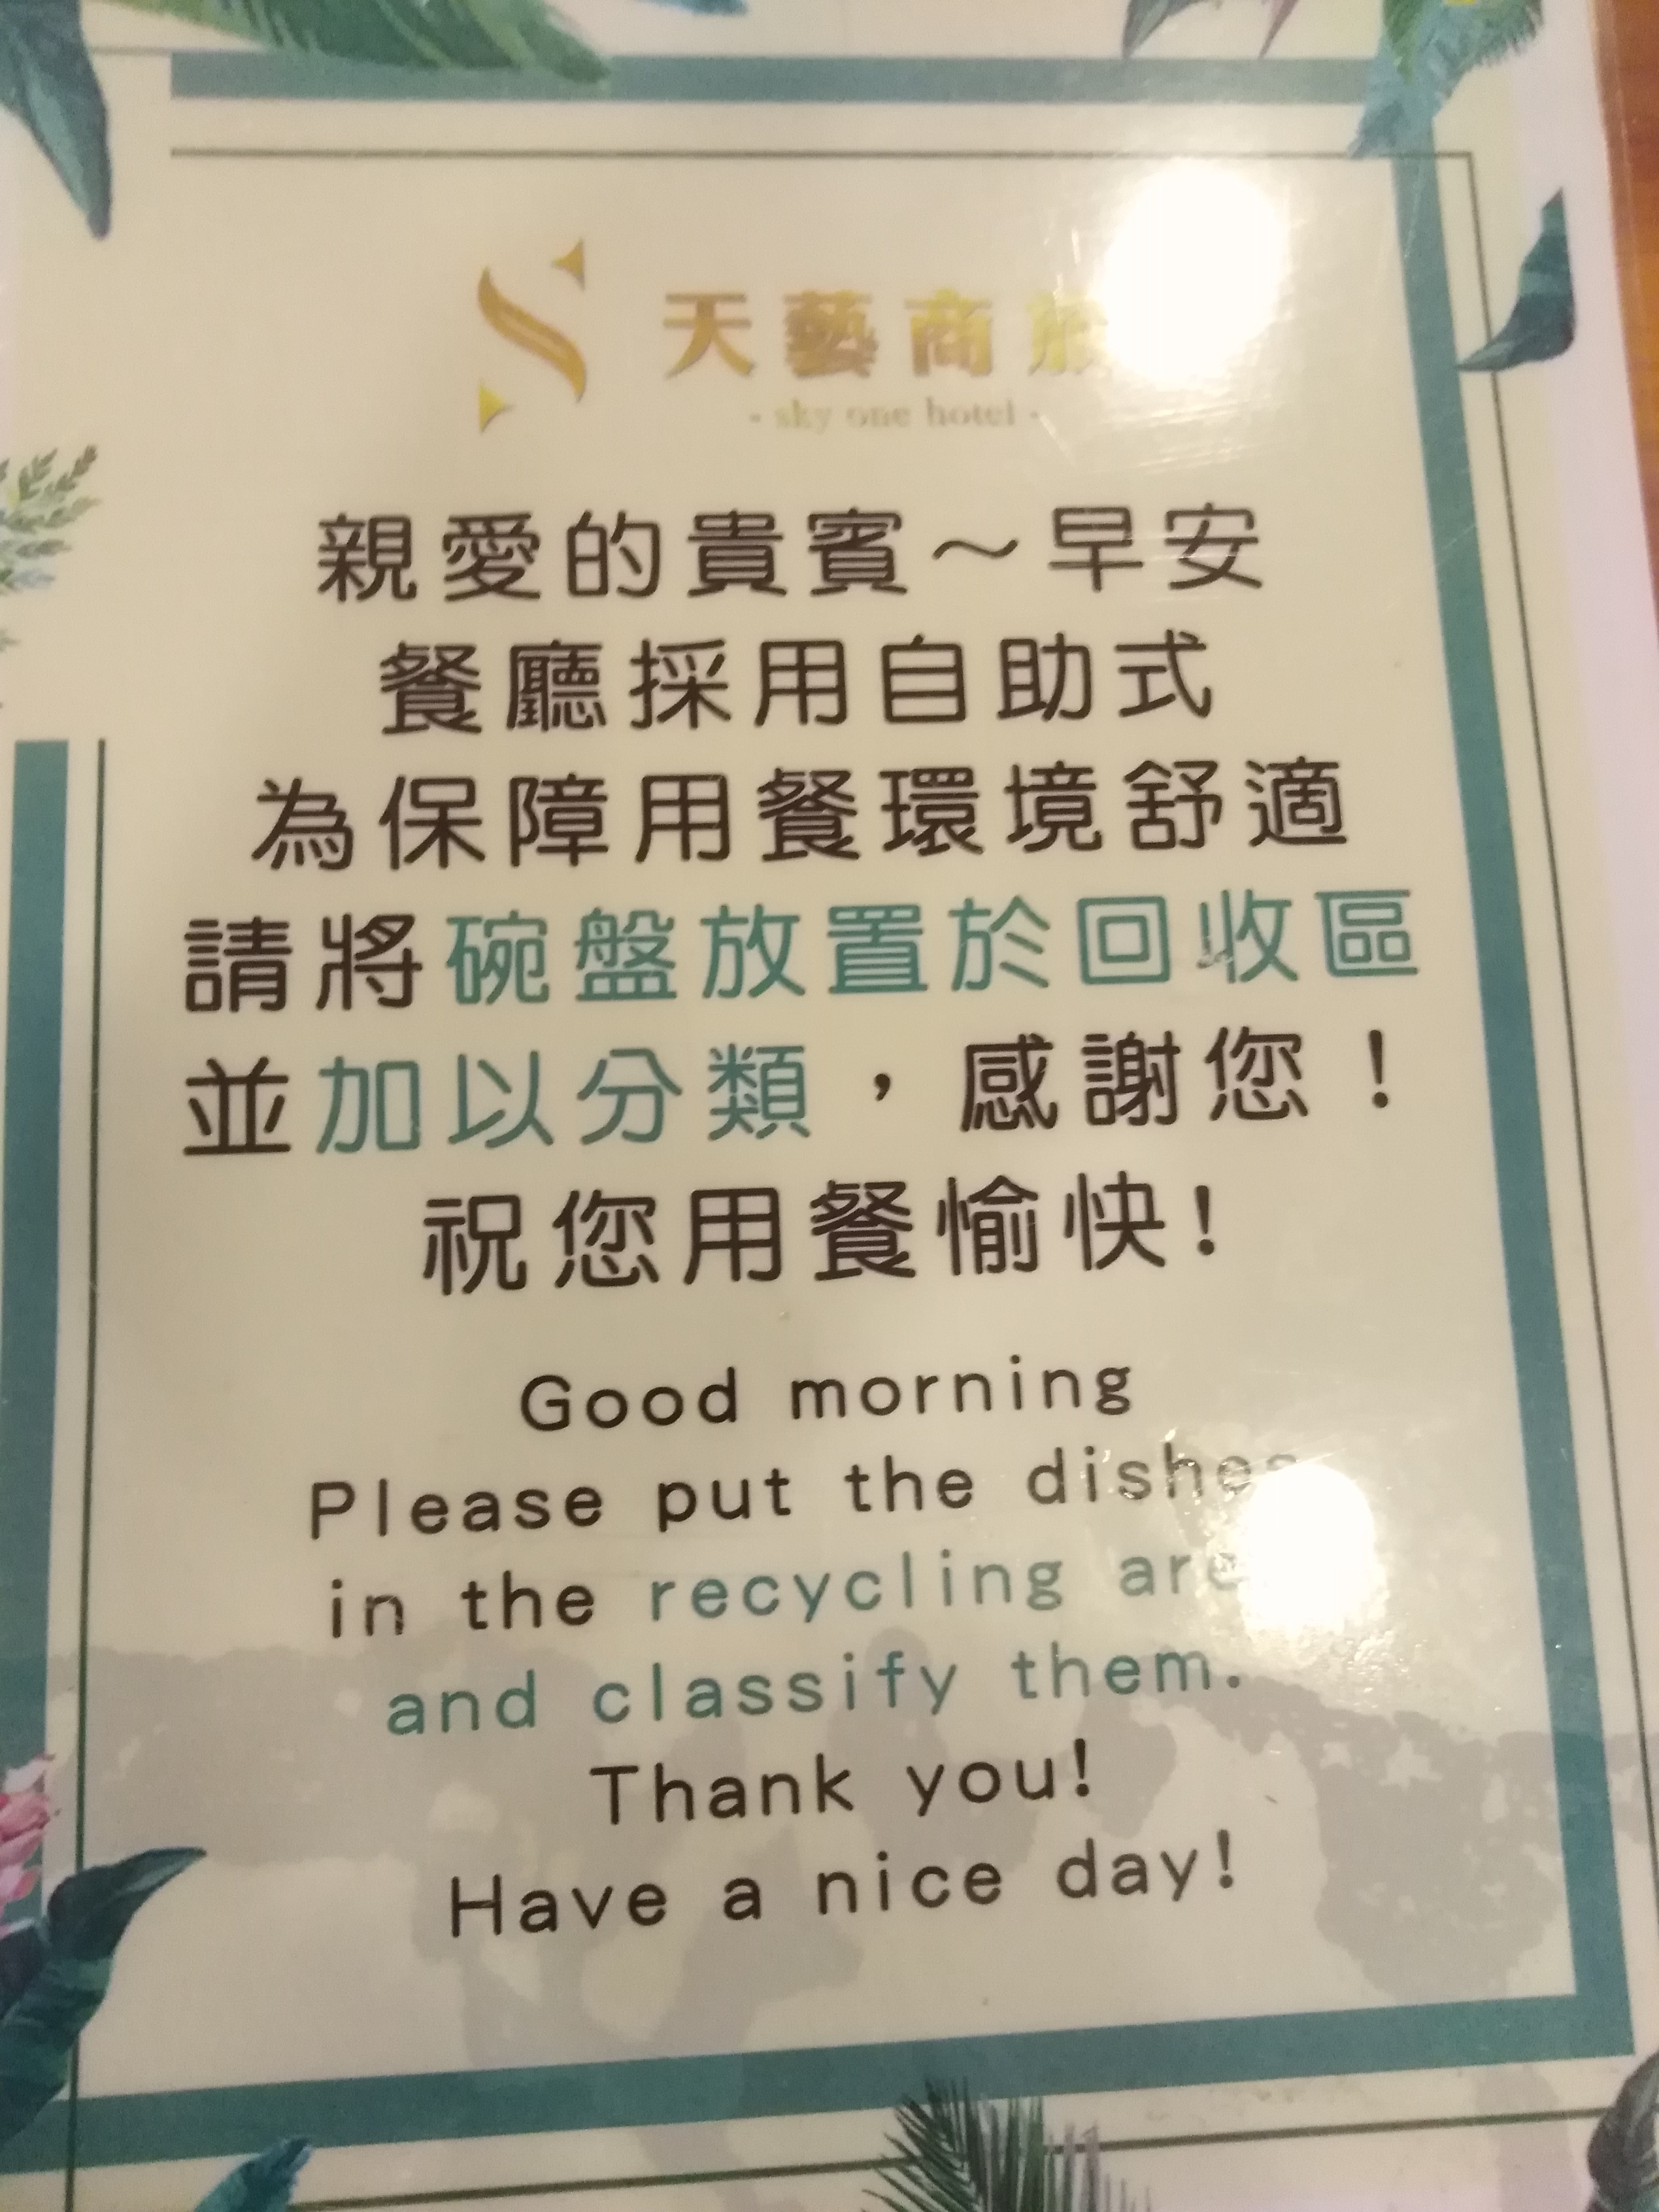 天藝商旅
- sky one hotel -
親愛的貴賓～早安
餐廳採用自助式
為保障用餐環境舒適
請將碗盤放置於回收區
並加以分類，感謝您！
祝您用餐愉快!
Good morning
Please put the dishes
in the recycling area
and classify them.
Thank you!
Have a nice day!